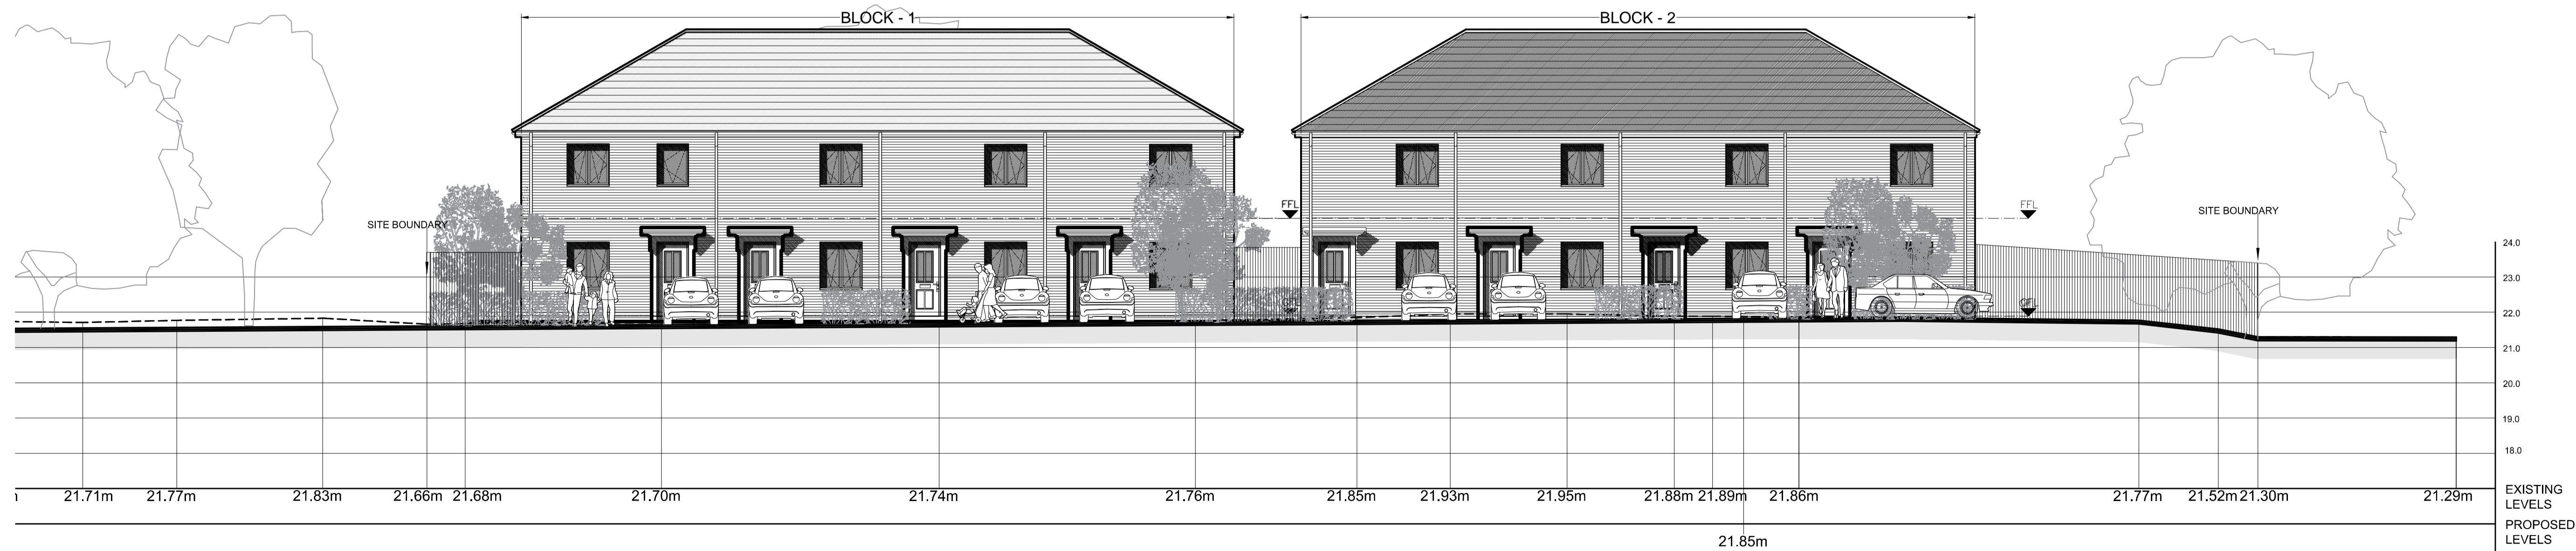 BLOCK - 1
BLOCK - 2
SITE BOUNDARY
FFL
FFL
SITE BOUNDARY
GFL
GFL
24.0
23.0
22.0
21.0
20.0
19.0
18.0
21.71m
21.77m
21.83m
21.66m
21.68m
21.70m
21.74m
21.76m
21.85m
21.93m
21.95m
21.88m
21.89m
21.86m
21.77m
21.52m
21.30m
21.29m
EXISTING
LEVELS
21.85m
PROPOSED
LEVELS